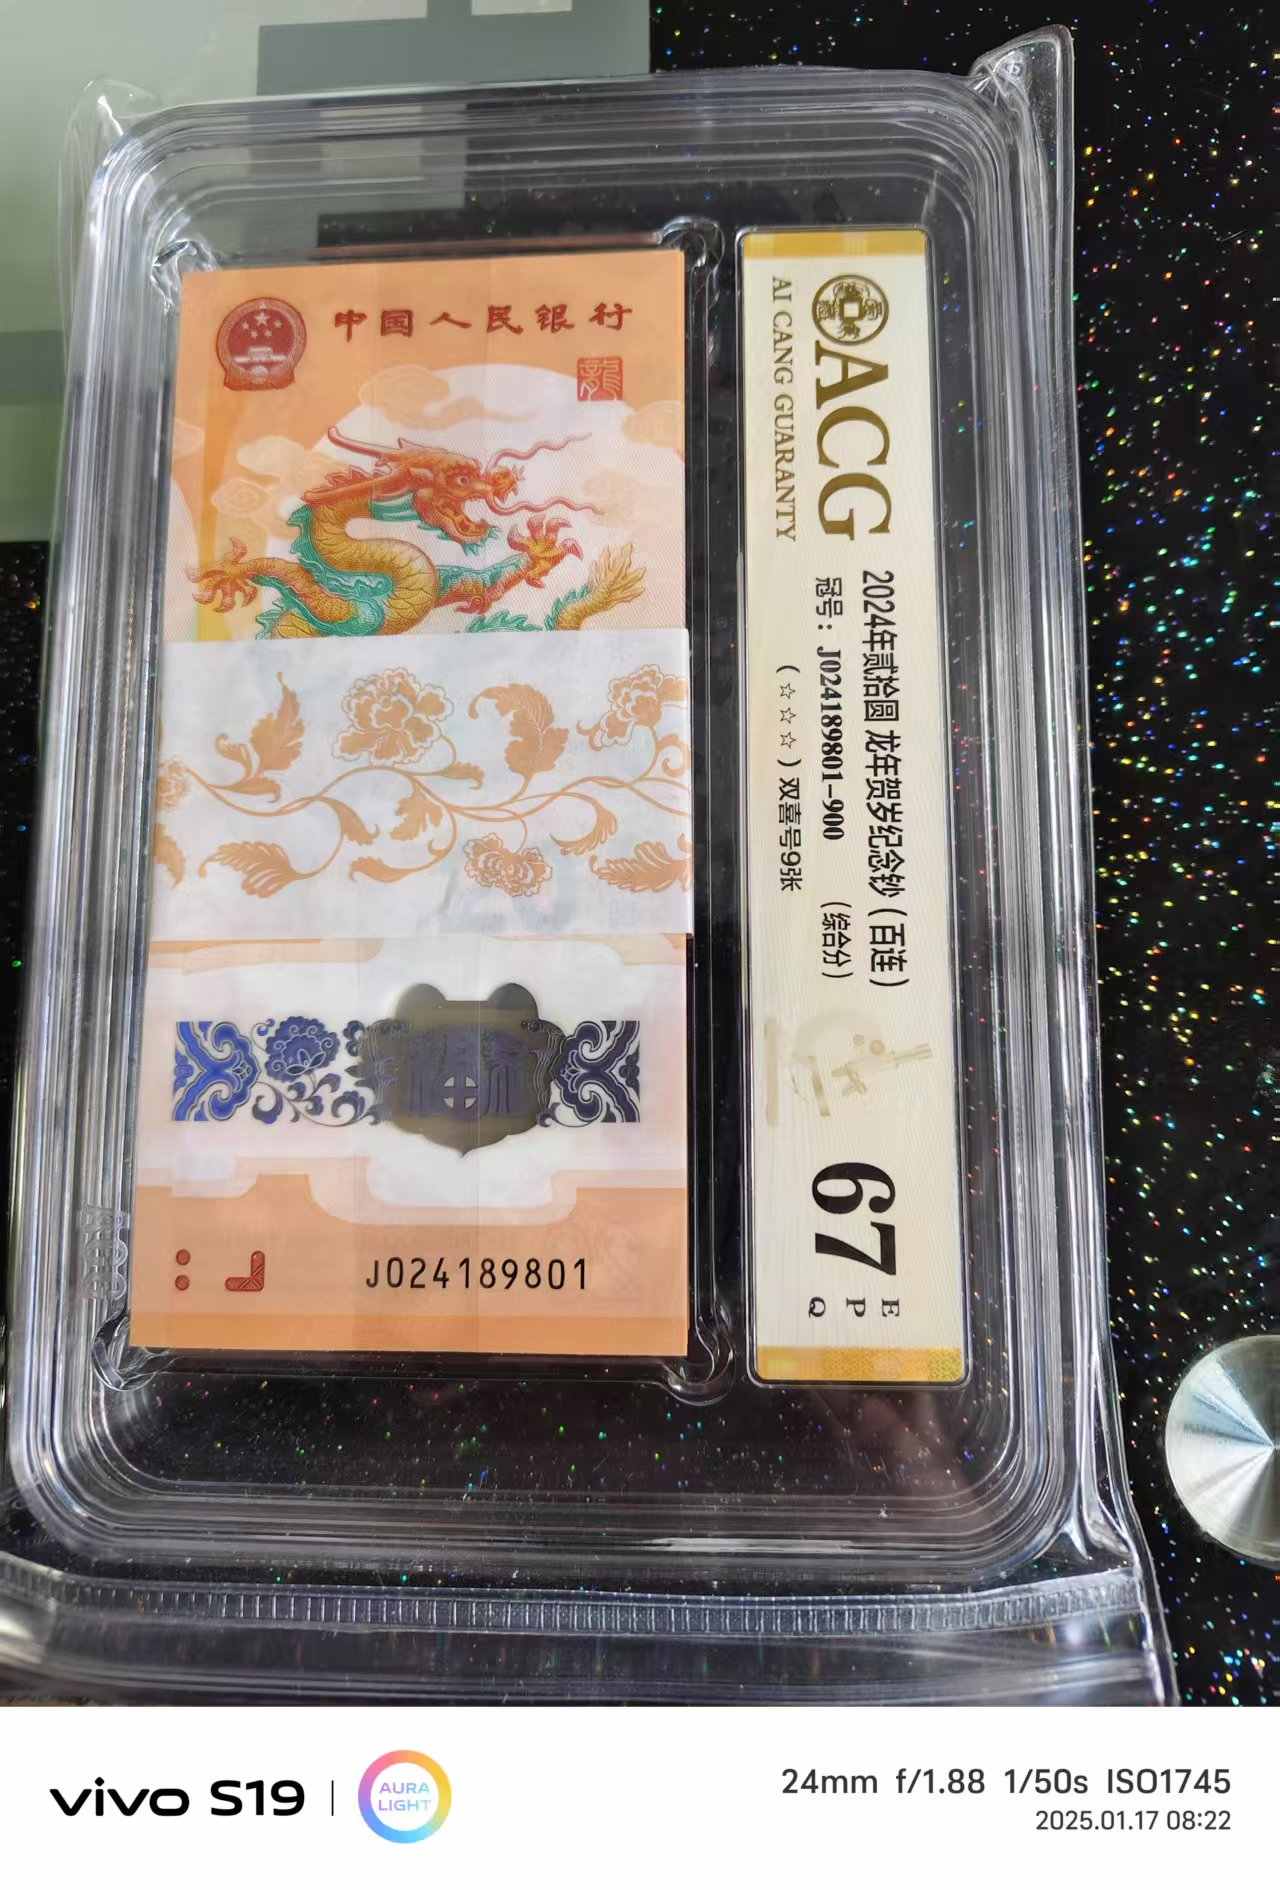 中国人民银行
龍
J024189801
ACG
AI CANG GUARANTY
2024年贰拾圆 龙年贺岁纪念钞（百连）
冠号：J024189801-900 （综合分）
（☆☆☆）双喜号9张
67
E
P
Q
vivo S19
AURA
LIGHT
24mm f/1.88 1/50s ISO1745
2025.01.17 08:22